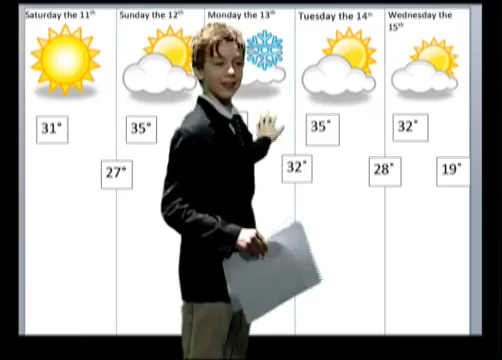 Saturday the 11th
Sunday the 12th
Monday the 13th
Tuesday the 14th
Wednesday the
15th
31°
35°
35°
32°
27°
32°
28°
19°